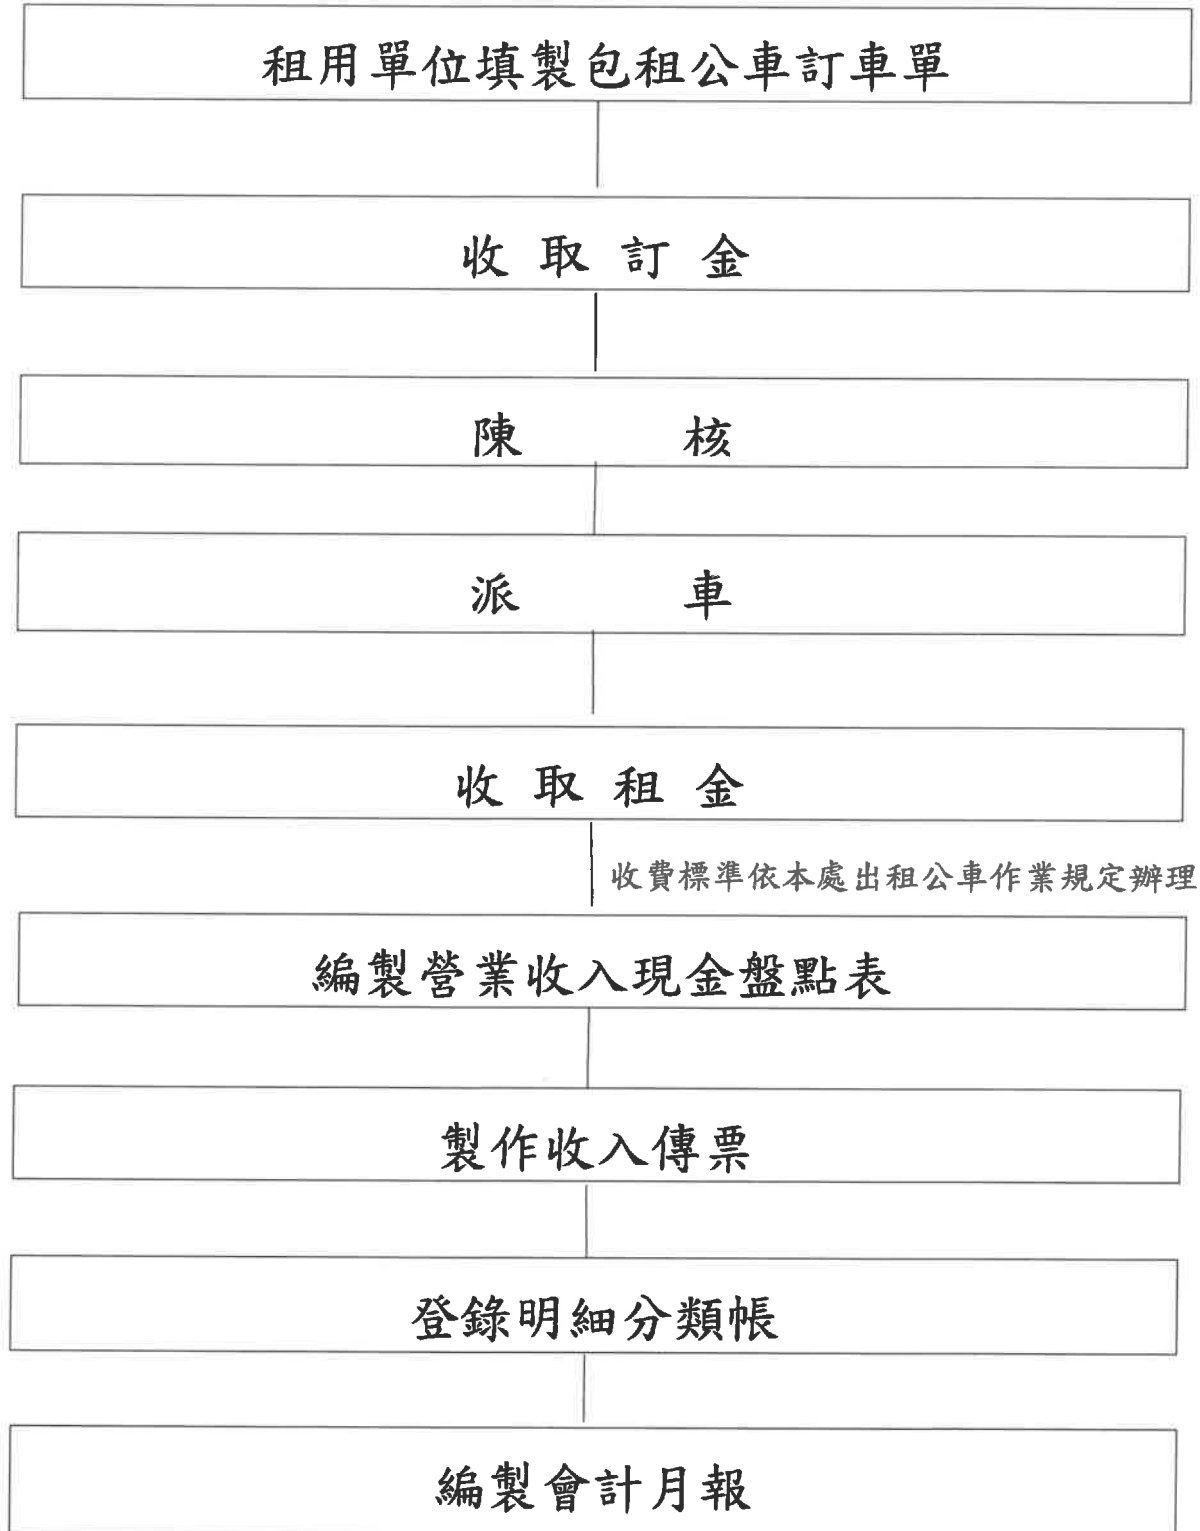 租用單位填製包租公車訂車單
收取訂金
陳 核
派 車
收取租金
收費標準依本處出租公車作業規定辦理
編製營業收入現金盤點表
製作收入傳票
登錄明細分類帳
編製會計月報